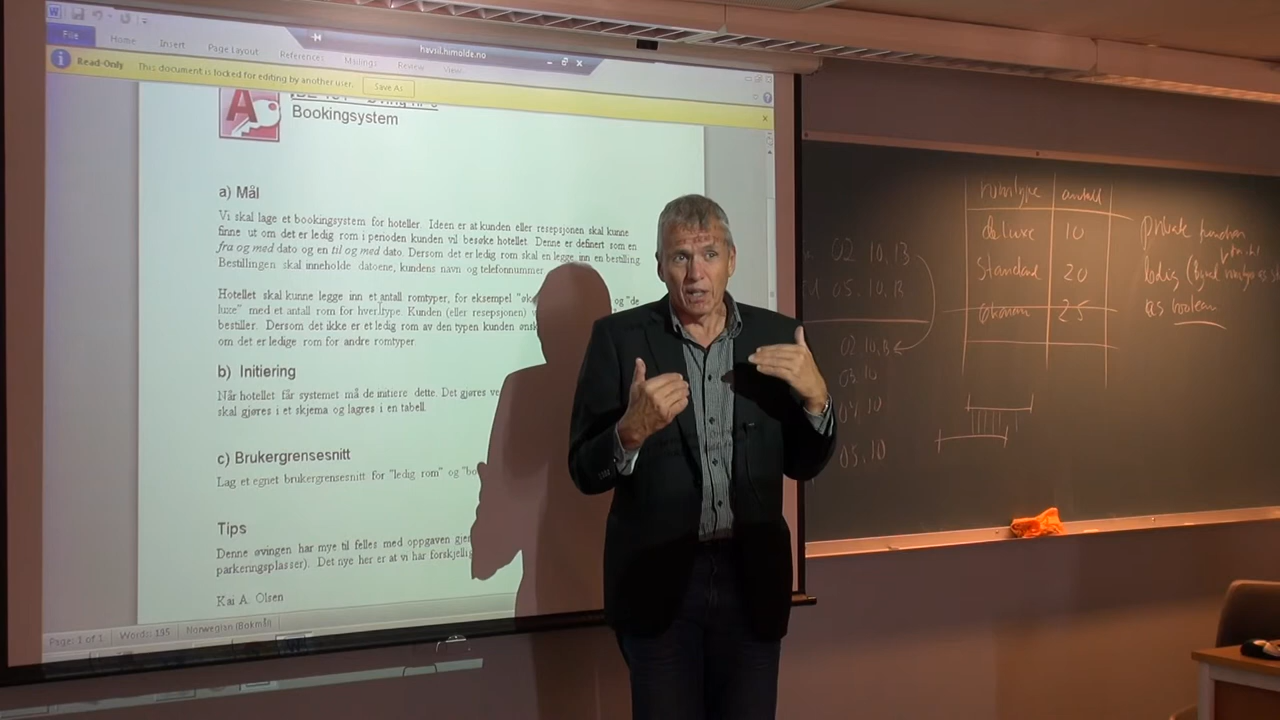 File Home Insert Page Layout References Mailings Review View
havsil.himolde.no
Read-Only This document is locked for editing by another user. Save As
A
Bookingsystem
a) Mål
Vi skal lage et bookingsystem for hoteller. Ideen er at kunden eller resepsjonen skal kunne
finne ut om det er ledig rom i perioden kunden vil besøke hotellet. Denne er definert som en
fra og med dato og en til og med dato. Dersom det er ledig rom skal en legge inn en bestilling.
Bestillingen skal inneholde datoene, kundens navn og telefonnummer.
Hotellet skal kunne legge inn et antall romtyper, for eksempel og "de
luxe" med et antall rom for hver type. Kunden (eller resepsjonen)
bestiller. Dersom det ikke er et ledig rom av den typen kunden
om det er ledige rom for andre romtyper.
b) Initiering
Når hotellet får systemet må de initiere dette. Det gjøres
skal gjøres i et skjema og lagres i en tabell.
c) Brukergrensesnitt
Lag et egnet brukergrensesnitt for "ledig rom" og
Tips
Denne øvingen har mye til felles med oppgaven
parkeringsplasser). Det nye her er at vi har
Kai A. Olsen
Page: 1 of 1 Words: 195 Norwegian (Bokmål)
02.10.13
05.10.13
02.10.13
03.10
04.10
05.10
romtype antall
deluxe 10
standard 20
økonomi 25
private function
ledig
as boolean